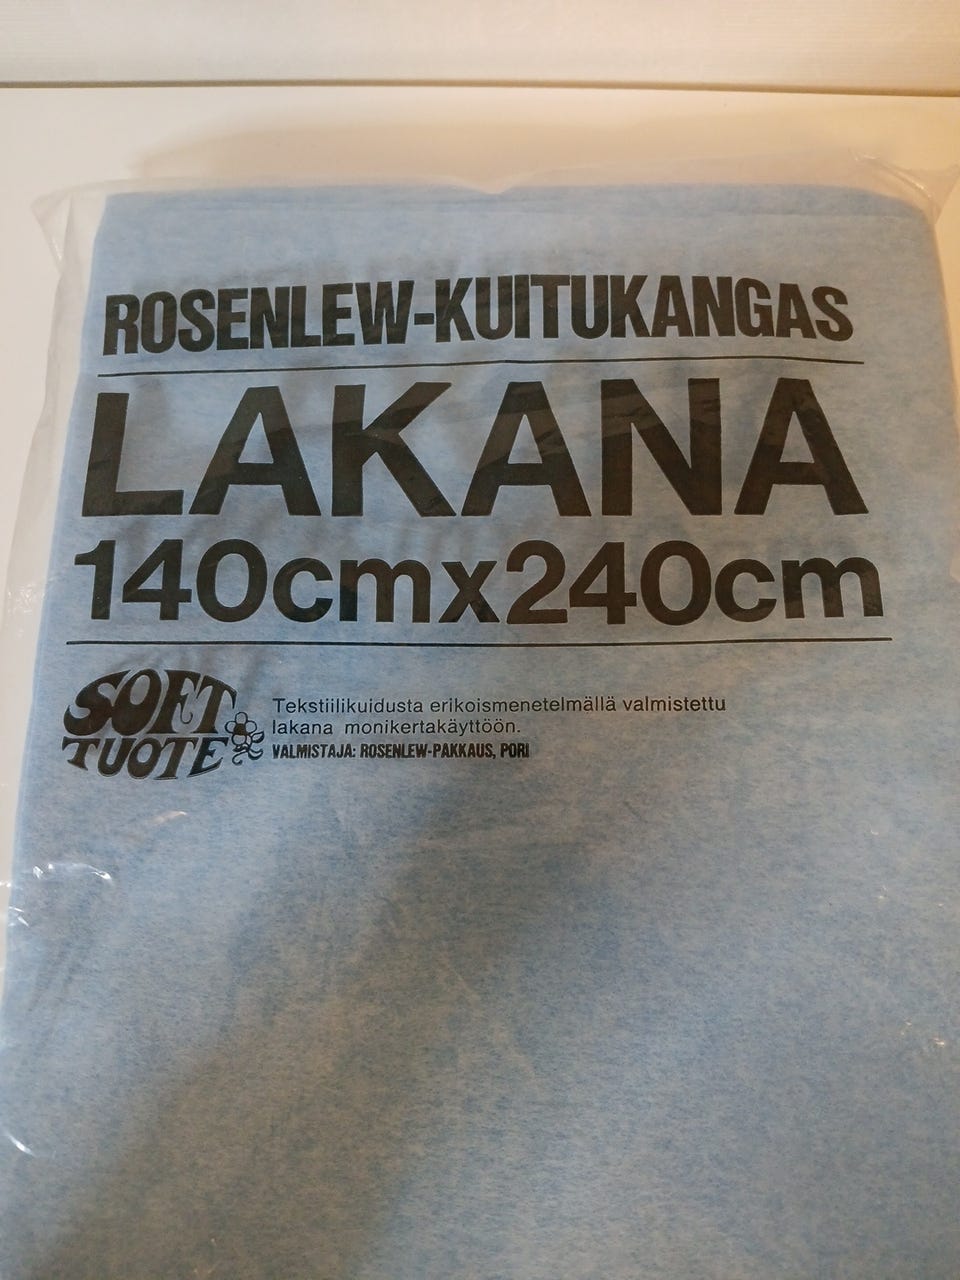 ROSENLEW-KUITUKANGAS
LAKANA
140cmx240cm
SOFT
TUOTE
Tekstiilikuidusta erikoismenetelmällä valmistettu
lakana monikertakäyttöön.
VALMISTAJA: ROSENLEW-PAKKAUS, PORI